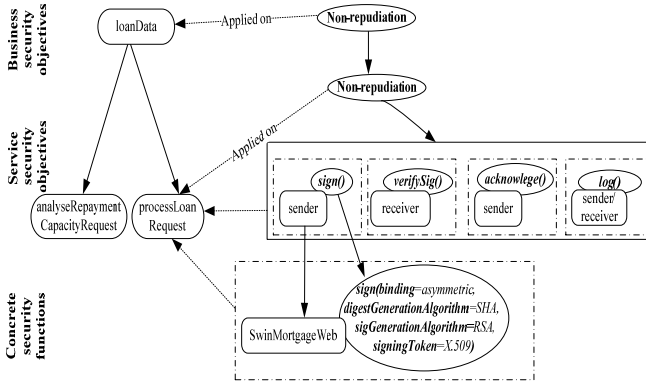 Business
security
objectives
loanData
Applied on
Non-repudiation
Non-repudiation
Applied on
Service
security
objectives
analyseRepayment
CapacityRequest
processLoan
Request
sign()
sender
verifySig()
receiver
acknowlege()
sender
log()
sender/
receiver
Concrete
security
functions
SwinMortgageWeb
sign(binding=asymmetric,
digestGenerationAlgorithm=SHA,
sigGenerationAlgorithm=RSA,
signingToken=X.509)